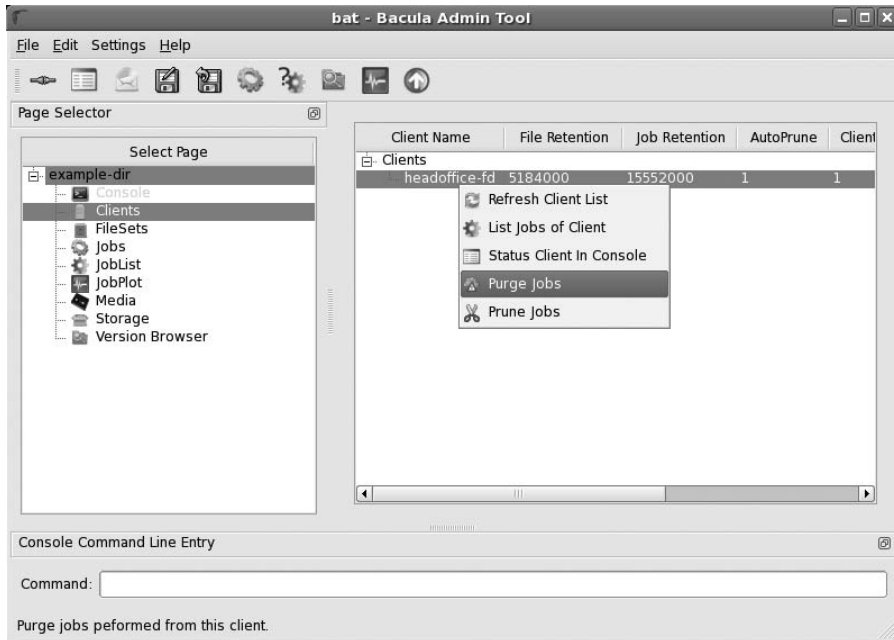 bat - Bacula Admin Tool
File Edit Settings Help
Page Selector
Select Page
example-dir
Console
Clients
FileSets
Jobs
JobList
JobPlot
Media
Storage
Version Browser
Client Name File Retention Job Retention AutoPrune Client
Clients
headoffice-fd 5184000 15552000 1 1
Refresh Client List
List Jobs of Client
Status Client In Console
Purge Jobs
Prune Jobs
Console Command Line Entry
Command:
Purge jobs peformed from this client.